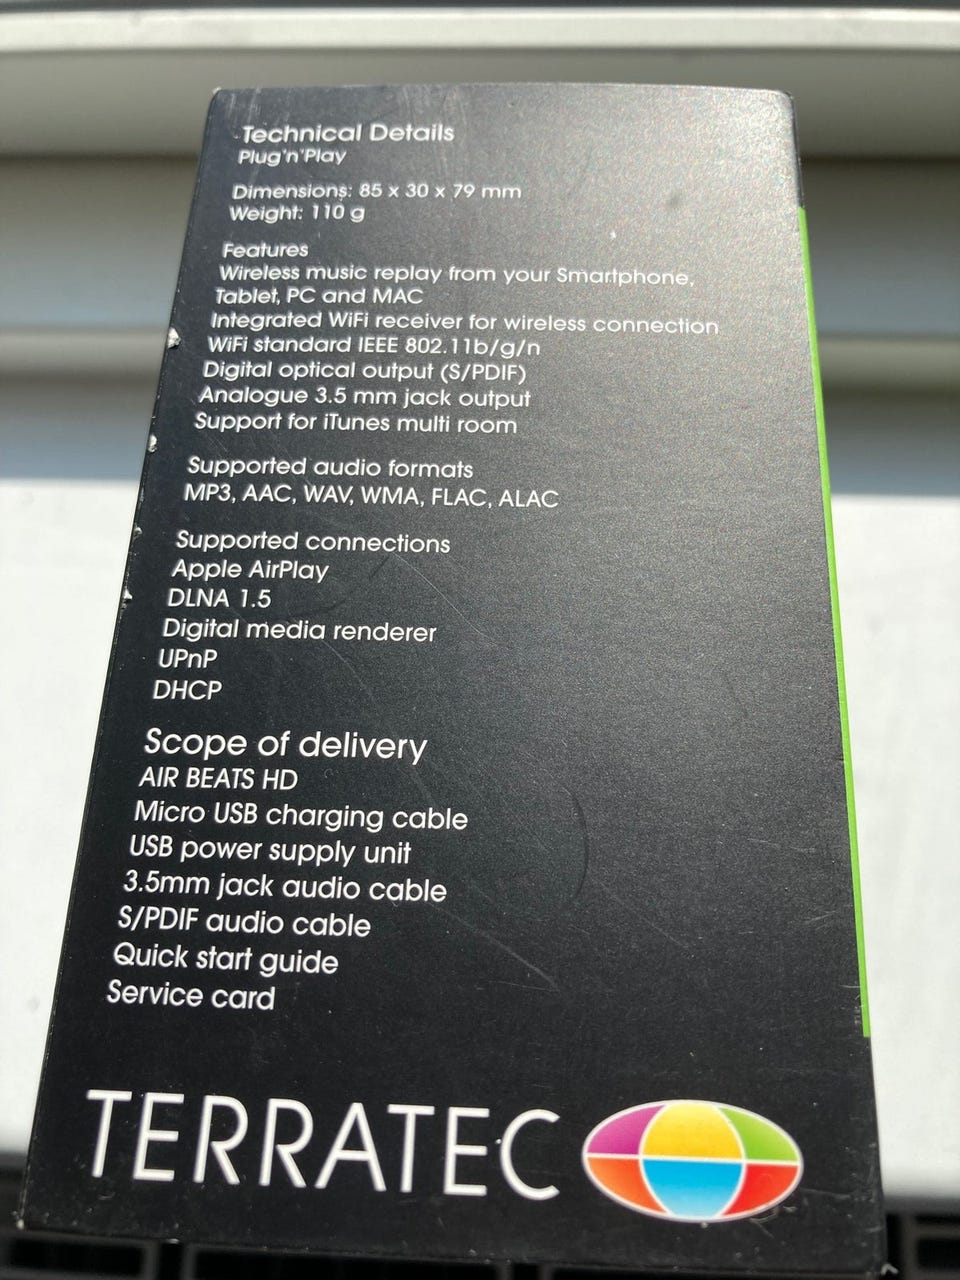 Technical Details
Plug'n'Play
Dimensions: 85 x 30 x 79 mm
Weight: 110 g
Features
Wireless music replay from your Smartphone,
Tablet, PC and MAC
Integrated WiFi receiver for wireless connection
WiFi standard IEEE 802.11b/g/n
Digital optical output (S/PDIF)
Analogue 3.5 mm jack output
Support for iTunes multi room
Supported audio formats
MP3, AAC, WAV, WMA, FLAC, ALAC
Supported connections
Apple AirPlay
DLNA 1.5
Digital media renderer
UPnP
DHCP
Scope of delivery
AIR BEATS HD
Micro USB charging cable
USB power supply unit
3.5mm jack audio cable
S/PDIF audio cable
Quick start guide
Service card
TERRATEC